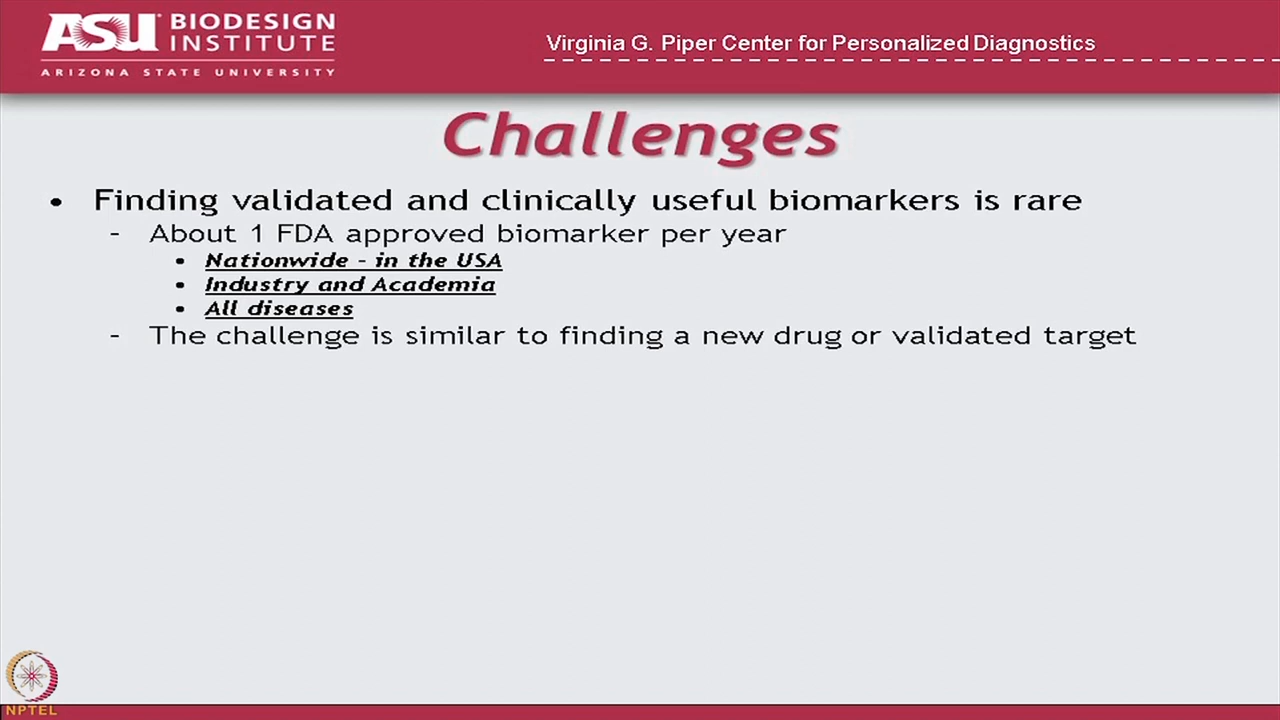 ASU BIODESIGN INSTITUTE
ARIZONA STATE UNIVERSITY
Virginia G. Piper Center for Personalized Diagnostics
Challenges
• Finding validated and clinically useful biomarkers is rare
- About 1 FDA approved biomarker per year
• Nationwide - in the USA
• Industry and Academia
• All diseases
- The challenge is similar to finding a new drug or validated target
NPTEL